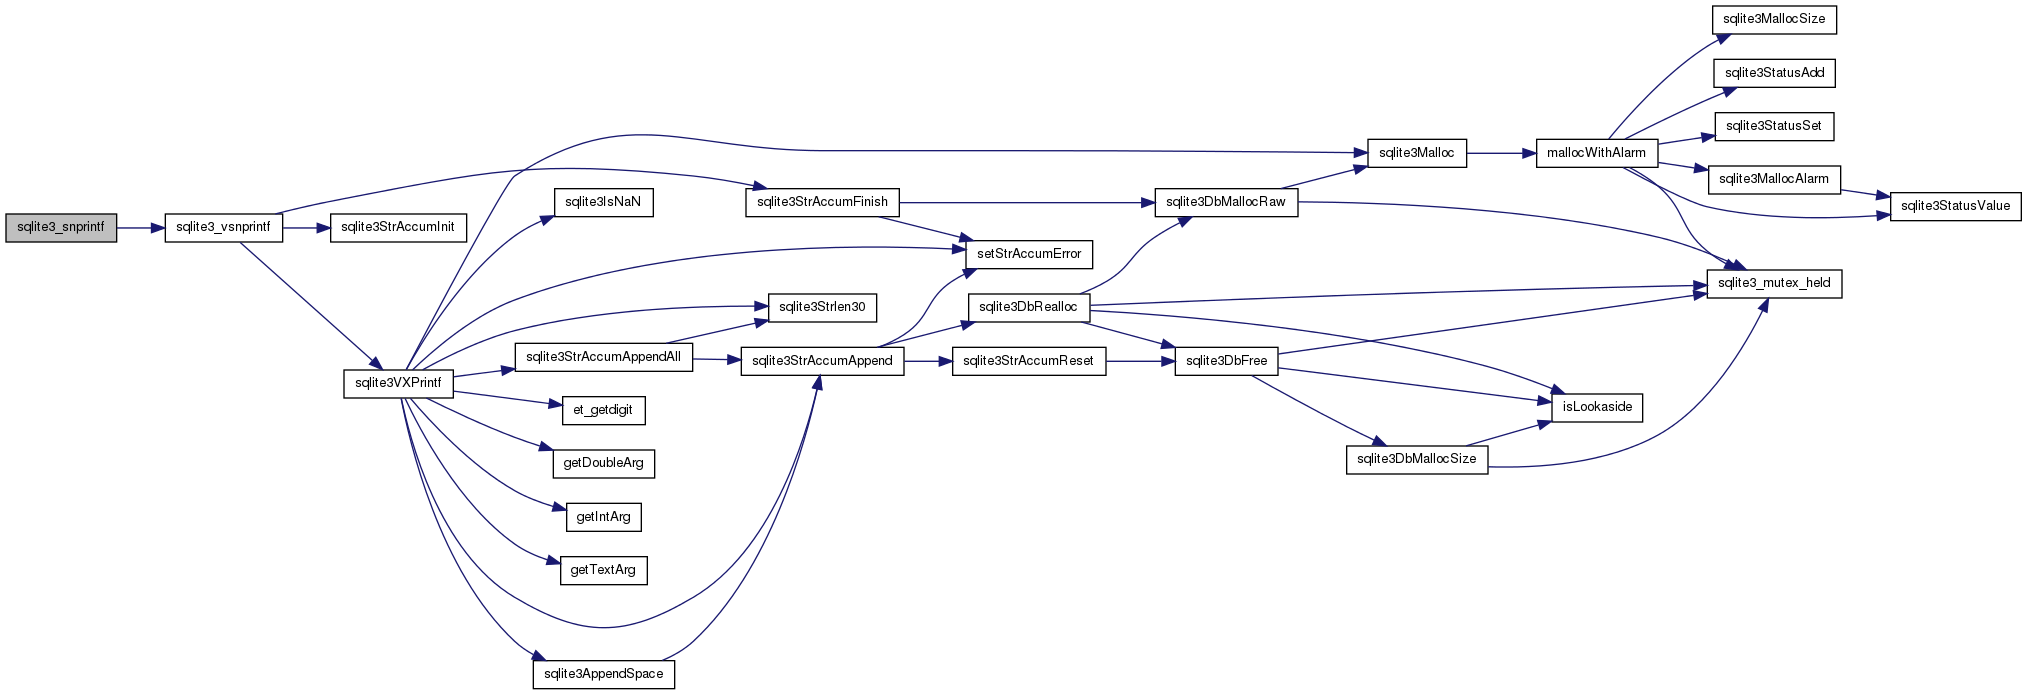 sqlite3_snprintf
sqlite3_vsnprintf
sqlite3StrAccumInit
sqlite3VXPrintf
sqlite3IsNaN
sqlite3StrAccumAppendAll
et_getdigit
getDoubleArg
getIntArg
getTextArg
sqlite3AppendSpace
sqlite3StrAccumFinish
sqlite3Strlen30
sqlite3StrAccumAppend
setStrAccumError
sqlite3DbRealloc
sqlite3StrAccumReset
sqlite3DbMallocRaw
sqlite3DbFree
sqlite3Malloc
sqlite3DbMallocSize
mallocWithAlarm
isLookaside
sqlite3MallocSize
sqlite3StatusAdd
sqlite3StatusSet
sqlite3MallocAlarm
sqlite3_mutex_held
sqlite3StatusValue